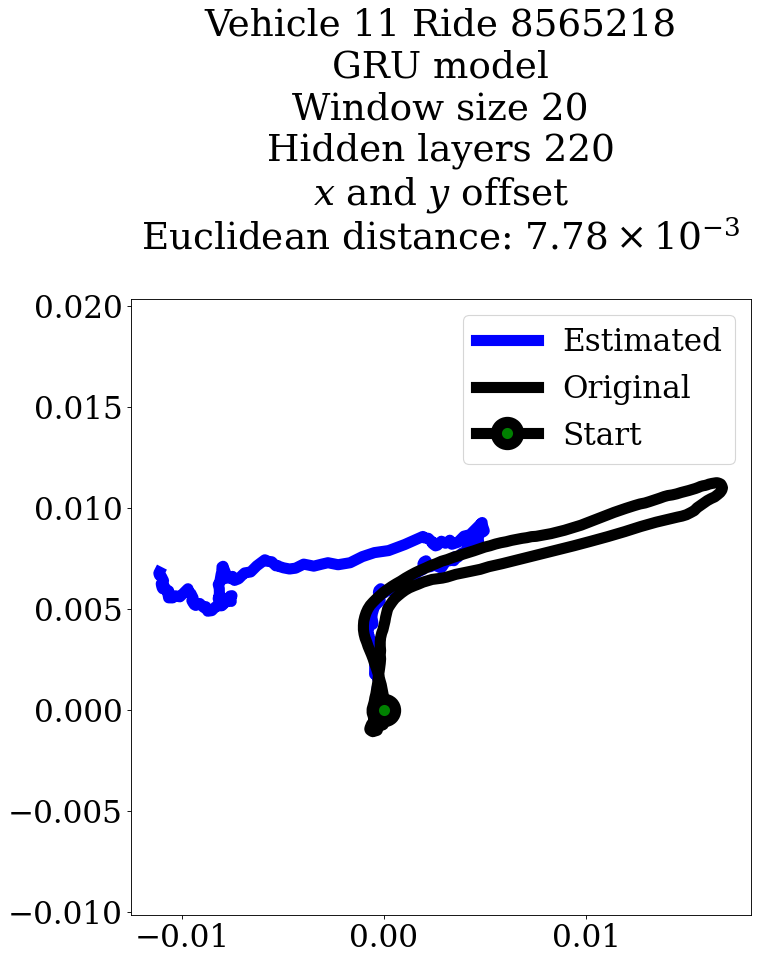 Vehicle 11 Ride 8565218
GRU model
Window size 20
Hidden layers 220
x and y offset
Euclidean distance: 7.78 × 10⁻³
Estimated
Original
Start
0.020
0.015
0.010
0.005
0.000
−0.005
−0.010
−0.01 0.00 0.01